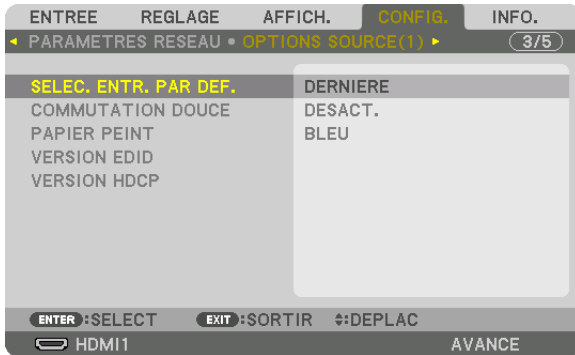 ENTREE REGLAGE AFFICH. CONFIG. INFO.
PARAMETRES RESEAU • OPTIONS SOURCE(1) 3/5
SELEC. ENTR. PAR DEF. DERNIERE
COMMUTATION DOUCE DESACT.
PAPIER PEINT BLEU
VERSION EDID
VERSION HDCP
ENTER :SELECT EXIT :SORTIR :DEPLAC
HDMI1 AVANCE